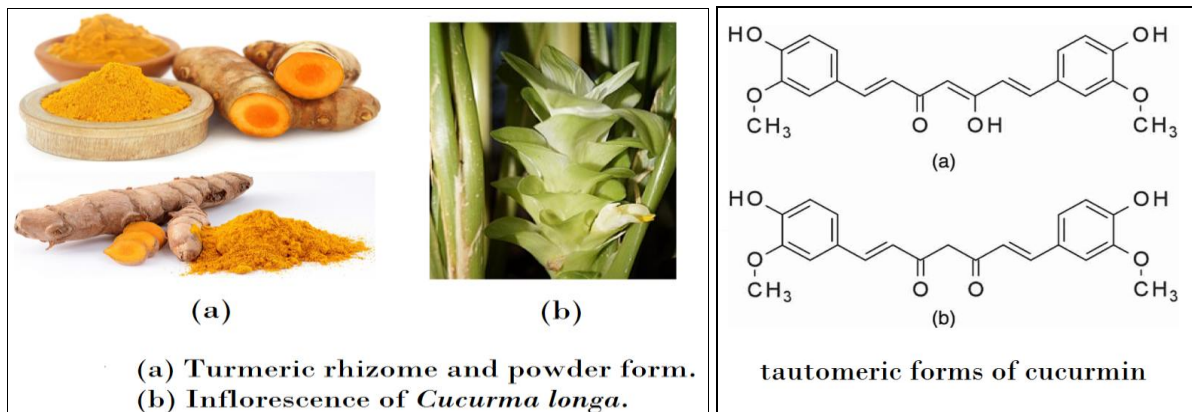 (a)
(b)
(a) Turmeric rhizome and powder form.
(b) Inflorescence of Cucurma longa.
HO
OH
O
CH3
O
OH
O
CH3
(a)
HO
OH
O
CH3
O
O
O
CH3
(b)
tautomeric forms of cucurmin